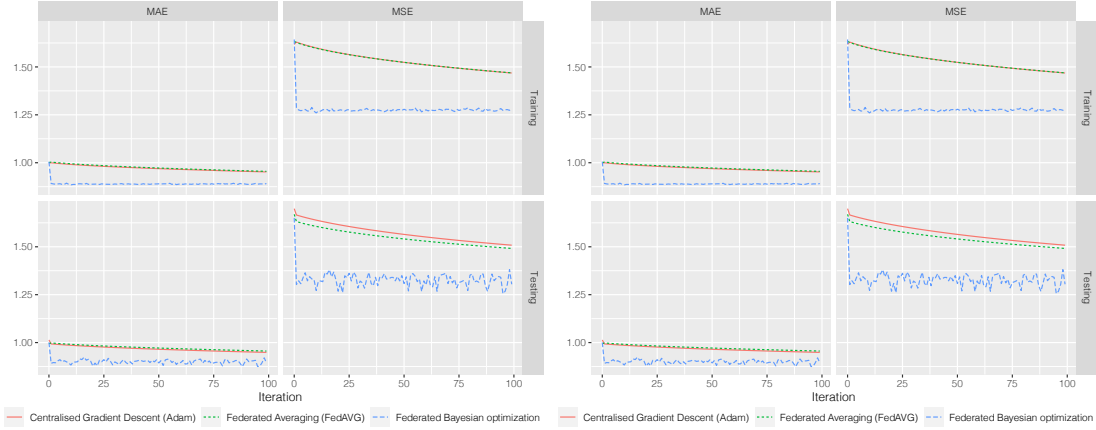 MAE MSE
1.50
1.25
1.00
Training
1.50
1.25
1.00
Testing
0 25 50 75 100 0 25 50 75 100
Iteration
Centralised Gradient Descent (Adam) Federated Averaging (FedAVG) Federated Bayesian optimization
MAE MSE
1.50
1.25
1.00
Training
1.50
1.25
1.00
Testing
0 25 50 75 100 0 25 50 75 100
Iteration
Centralised Gradient Descent (Adam) Federated Averaging (FedAVG) Federated Bayesian optimization